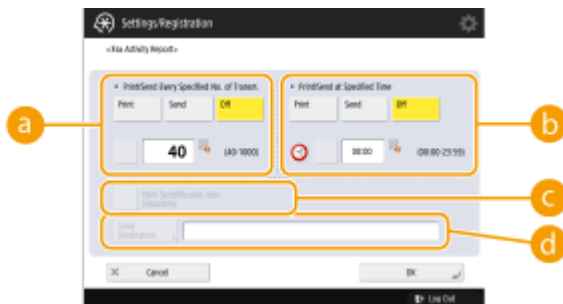 Settings/Registration
<Fax Activity Report>
Print/Send Every Specified No. of Transm.
Print Send Off
40 (40-1000)
Print/Send at Specified Time
Print Send Off
00:00 (00:00-23:59)
Print Send/Receive Jobs
Separately
Send
Destination
Cancel
OK
Log Out
a
b
c
d